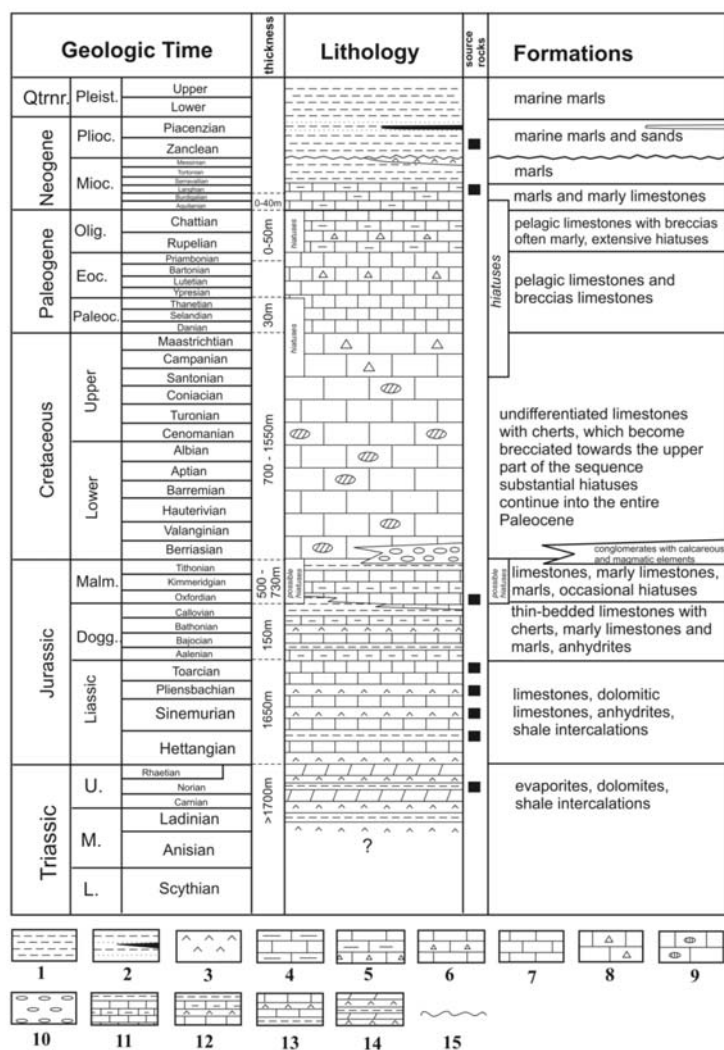 Geologic Time
thickness
Lithology
source
rocks
Formations
Qtrnr.
Pleist.
Upper
Lower
marine marls
Neogene
Plioc.
Piacenzian
Zanclean
marine marls and sands
Mioc.
Messinian
Tortonian
Serravallian
Langhian
Burdigalian
Aquitanian
0-40m
marls
marls and marly limestones
Paleogene
Olig.
Chattian
Rupelian
0-50m
hiatuses
pelagic limestones with breccias
often marly, extensive hiatuses
Eoc.
Priambonian
Bartonian
Lutetian
Ypresian
hiatuses
pelagic limestones and
breccias limestones
Paleoc.
Thanetian
Selandian
Danian
30m
hiatuses
Cretaceous
Upper
Maastrichtian
Campanian
Santonian
Coniacian
Turonian
Cenomanian
Lower
Albian
Aptian
Barremian
Hauterivian
Valanginian
Berriasian
700 - 1550m
undifferentiated limestones
with cherts, which become
brecciated towards the upper
part of the sequence
substantial hiatuses
continue into the entire
Paleocene
conglomerates with calcareous
and magmatic elements
Jurassic
Malm.
Tithonian
Kimmeridgian
Oxfordian
500 -
730m
possible
hiatuses
possible
hiatuses
limestones, marly limestones,
marls, occasional hiatuses
Dogg.
Callovian
Bathonian
Bajocian
Aalenian
150m
thin-bedded limestones with
cherts, marly limestones and
marls, anhydrites
Liassic
Toarcian
Pliensbachian
Sinemurian
Hettangian
1650m
limestones, dolomitic
limestones, anhydrites,
shale intercalations
Triassic
U.
Rhaetian
Norian
Carnian
>1700m
evaporites, dolomites,
shale intercalations
M.
Ladinian
Anisian
?
L.
Scythian
1 2 3 4 5 6 7 8 9
10 11 12 13 14 15